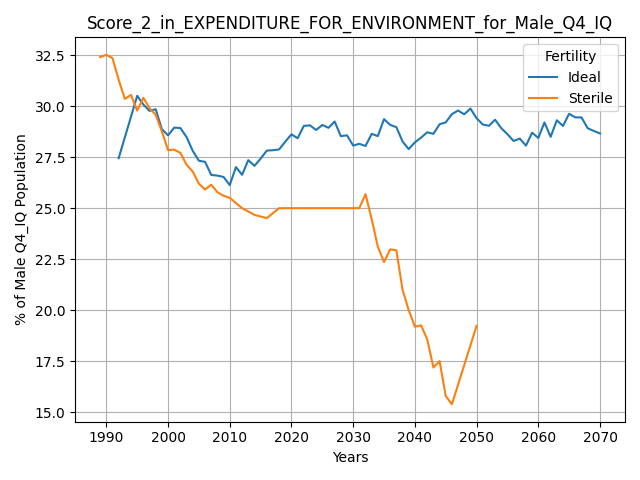 Score_2_in_EXPENDITURE_FOR_ENVIRONMENT_for_Male_Q4_IQ
Fertility
Ideal
Sterile
% of Male Q4_IQ Population
32.5
30.0
27.5
25.0
22.5
20.0
17.5
15.0
1990 2000 2010 2020 2030 2040 2050 2060 2070
Years